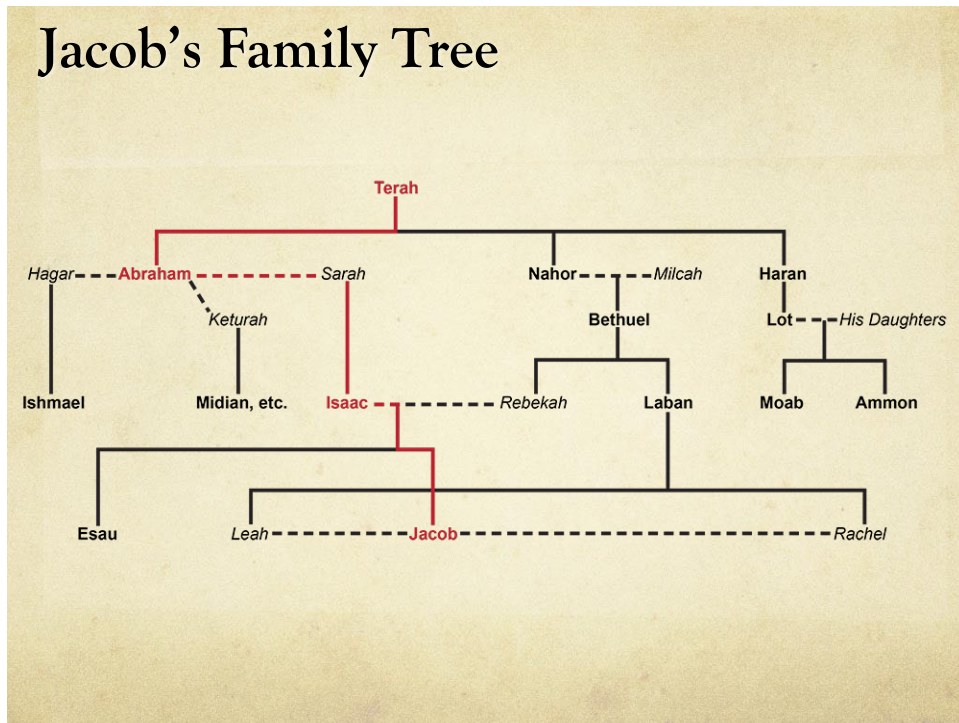 Jacob's Family Tree
Terah
Hagar Abraham Sarah Nahor Milcah Haran
Keturah Bethuel Lot His Daughters
Ishmael Midian, etc. Isaac Rebekah Laban Moab Ammon
Esau Leah Jacob Rachel